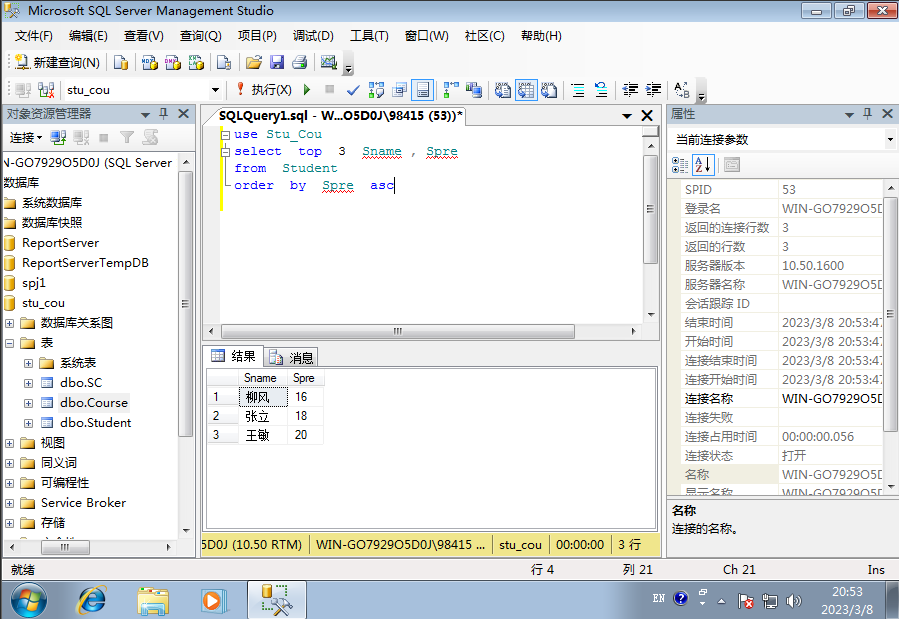 Microsoft SQL Server Management Studio
文件(F) 编辑(E) 查看(V) 查询(Q) 项目(P) 调试(D) 工具(T) 窗口(W) 社区(C) 帮助(H)
新建查询(N)
stu_cou 执行(X)
对象资源管理器
连接
N-GO7929O5D0J (SQL Server
数据库
系统数据库
数据库快照
ReportServer
ReportServerTempDB
spj1
stu_cou
数据库关系图
表
系统表
dbo.SC
dbo.Course
dbo.Student
视图
同义词
可编程性
Service Broker
存储
SQLQuery1.sql - W...O5D0J\98415 (53))*
use Stu_Cou
select top 3 Sname , Spre
from Student
order by Spre asc
结果 消息
Sname Spre
1 柳风 16
2 张立 18
3 王敏 20
5D0J (10.50 RTM) WIN-GO7929O5D0J\98415 ... stu_cou 00:00:00 3 行
属性
当前连接参数
SPID 53
登录名 WIN-GO7929O5D
返回的连接行数 3
返回的行数 3
服务器版本 10.50.1600
服务器名称 WIN-GO7929O5D
会话跟踪 ID
结束时间 2023/3/8 20:53:47
开始时间 2023/3/8 20:53:47
连接结束时间 2023/3/8 20:53:47
连接开始时间 2023/3/8 20:53:47
连接名称 WIN-GO7929O5D
连接失败
连接占用时间 00:00:00.056
连接状态 打开
名称 WIN-GO7929O5D
显示名称 WIN-GO7929O5D
名称
连接的名称。
就绪 行 4 列 21 Ch 21 Ins
EN 20:53
2023/3/8